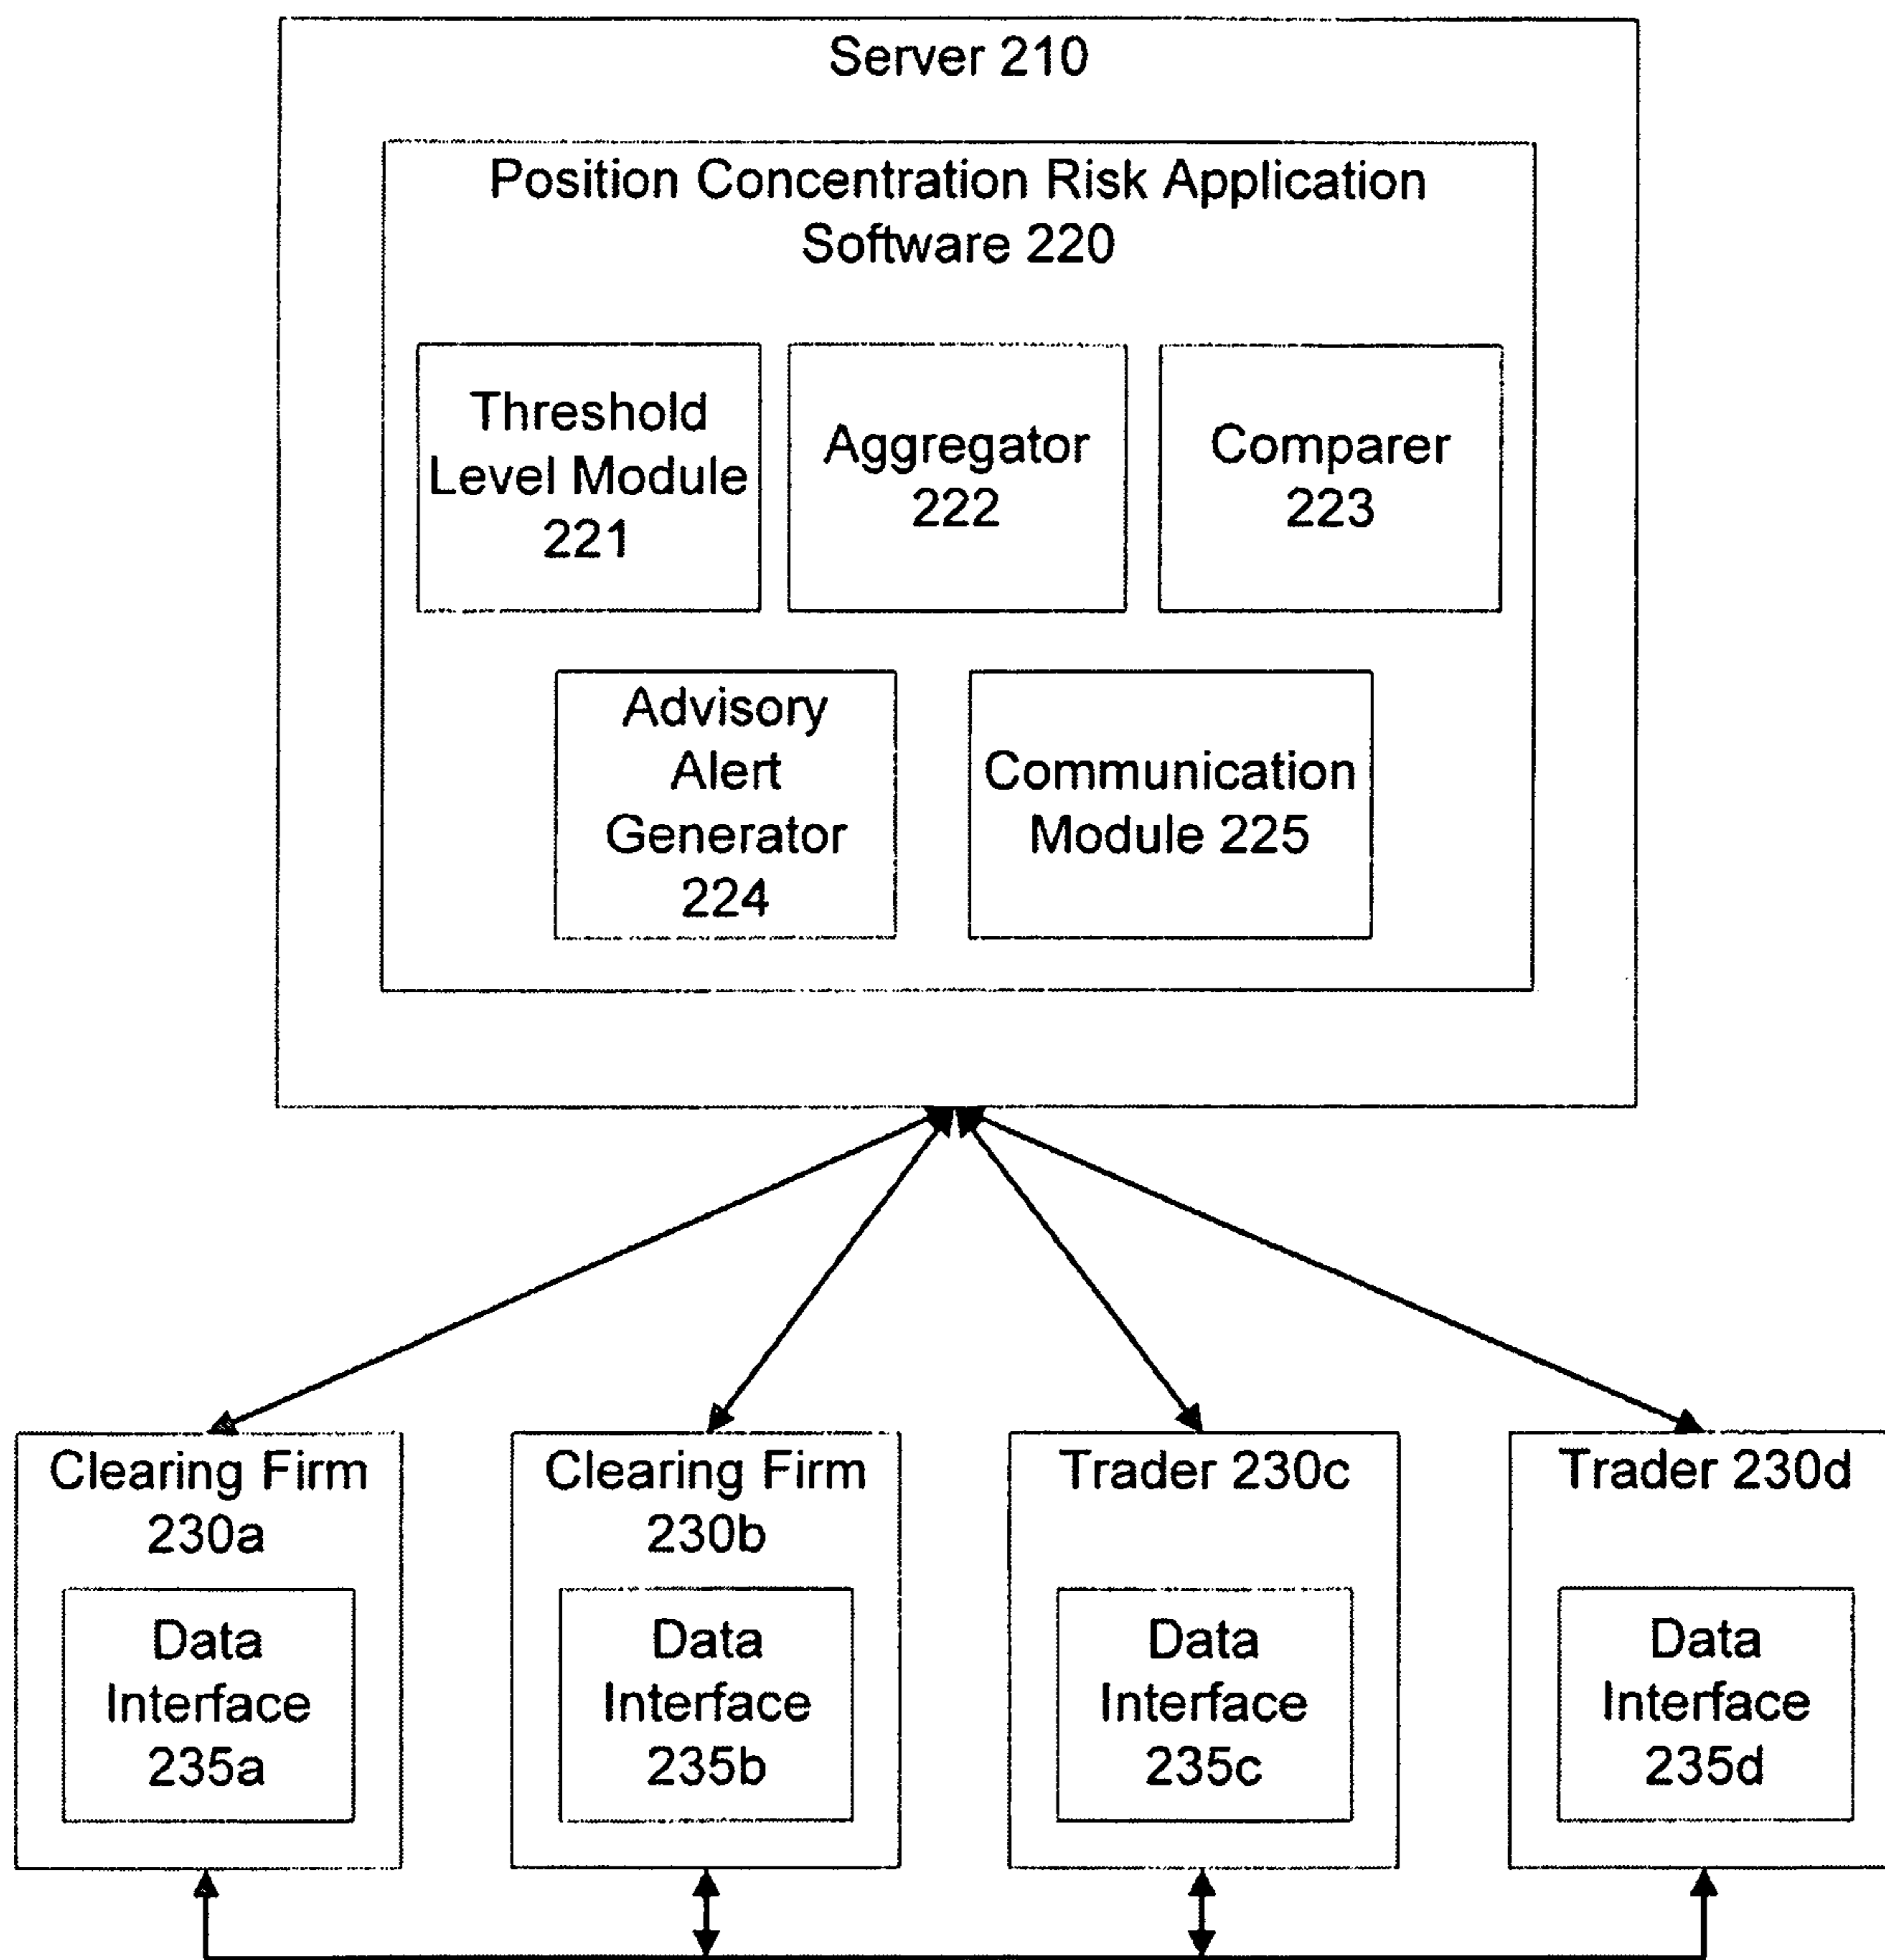 Server 210
Position Concentration Risk Application
Software 220
Threshold
Level Module
221
Aggregator
222
Comparer
223
Advisory
Alert
Generator
224
Communication
Module 225
Clearing Firm
230a
Data
Interface
235a
Clearing Firm
230b
Data
Interface
235b
Trader 230c
Data
Interface
235c
Trader 230d
Data
Interface
235d